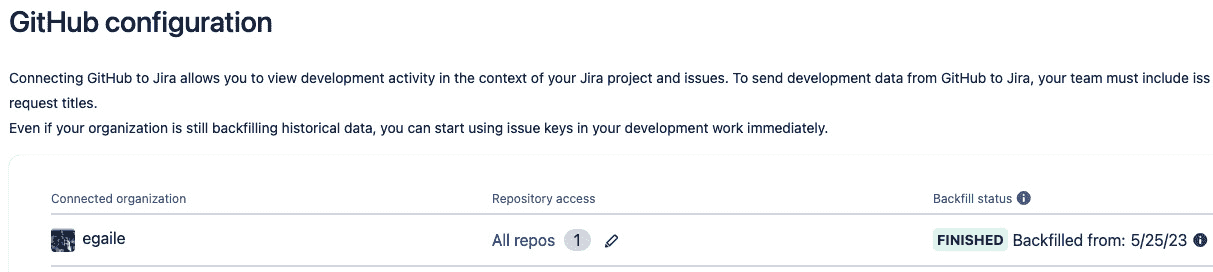 GitHub configuration
Connecting GitHub to Jira allows you to view development activity in the context of your Jira project and issues. To send development data from GitHub to Jira, your team must include iss
request titles.
Even if your organization is still backfilling historical data, you can start using issue keys in your development work immediately.
Connected organization Repository access Backfill status
egaile All repos 1 FINISHED Backfilled from: 5/25/23